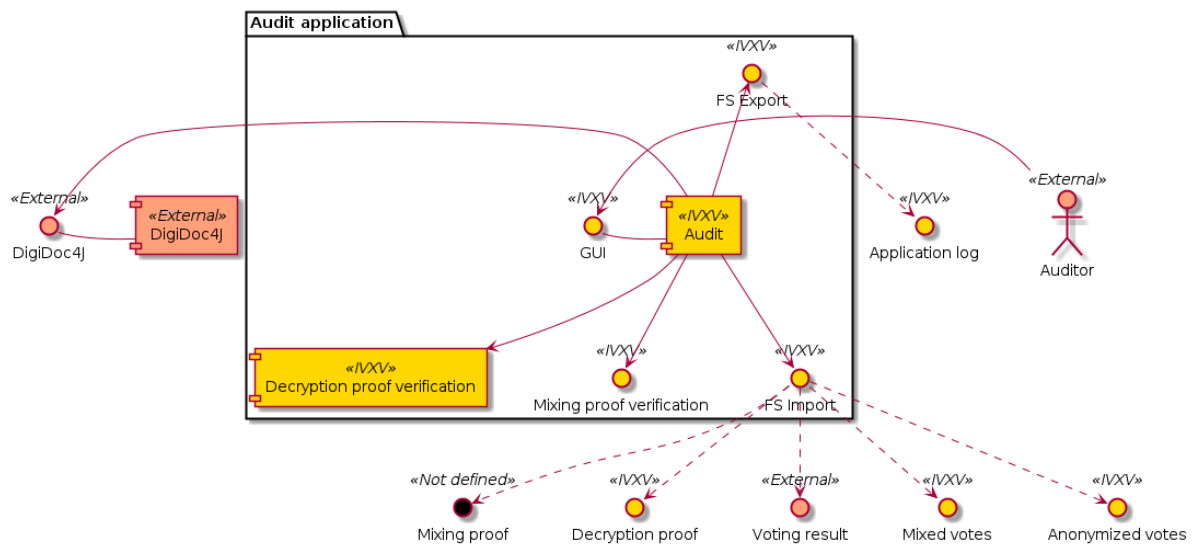 Audit application
«IVXV»
FS Export
«External»
DigiDoc4J
«External»
DigiDoc4J
«IVXV»
GUI
«IVXV»
Audit
«IVXV»
Application log
«External»
Auditor
«IVXV»
Decryption proof verification
«IVXV»
Mixing proof verification
«IVXV»
FS Import
«Not defined»
Mixing proof
«IVXV»
Decryption proof
«External»
Voting result
«IVXV»
Mixed votes
«IVXV»
Anonymized votes